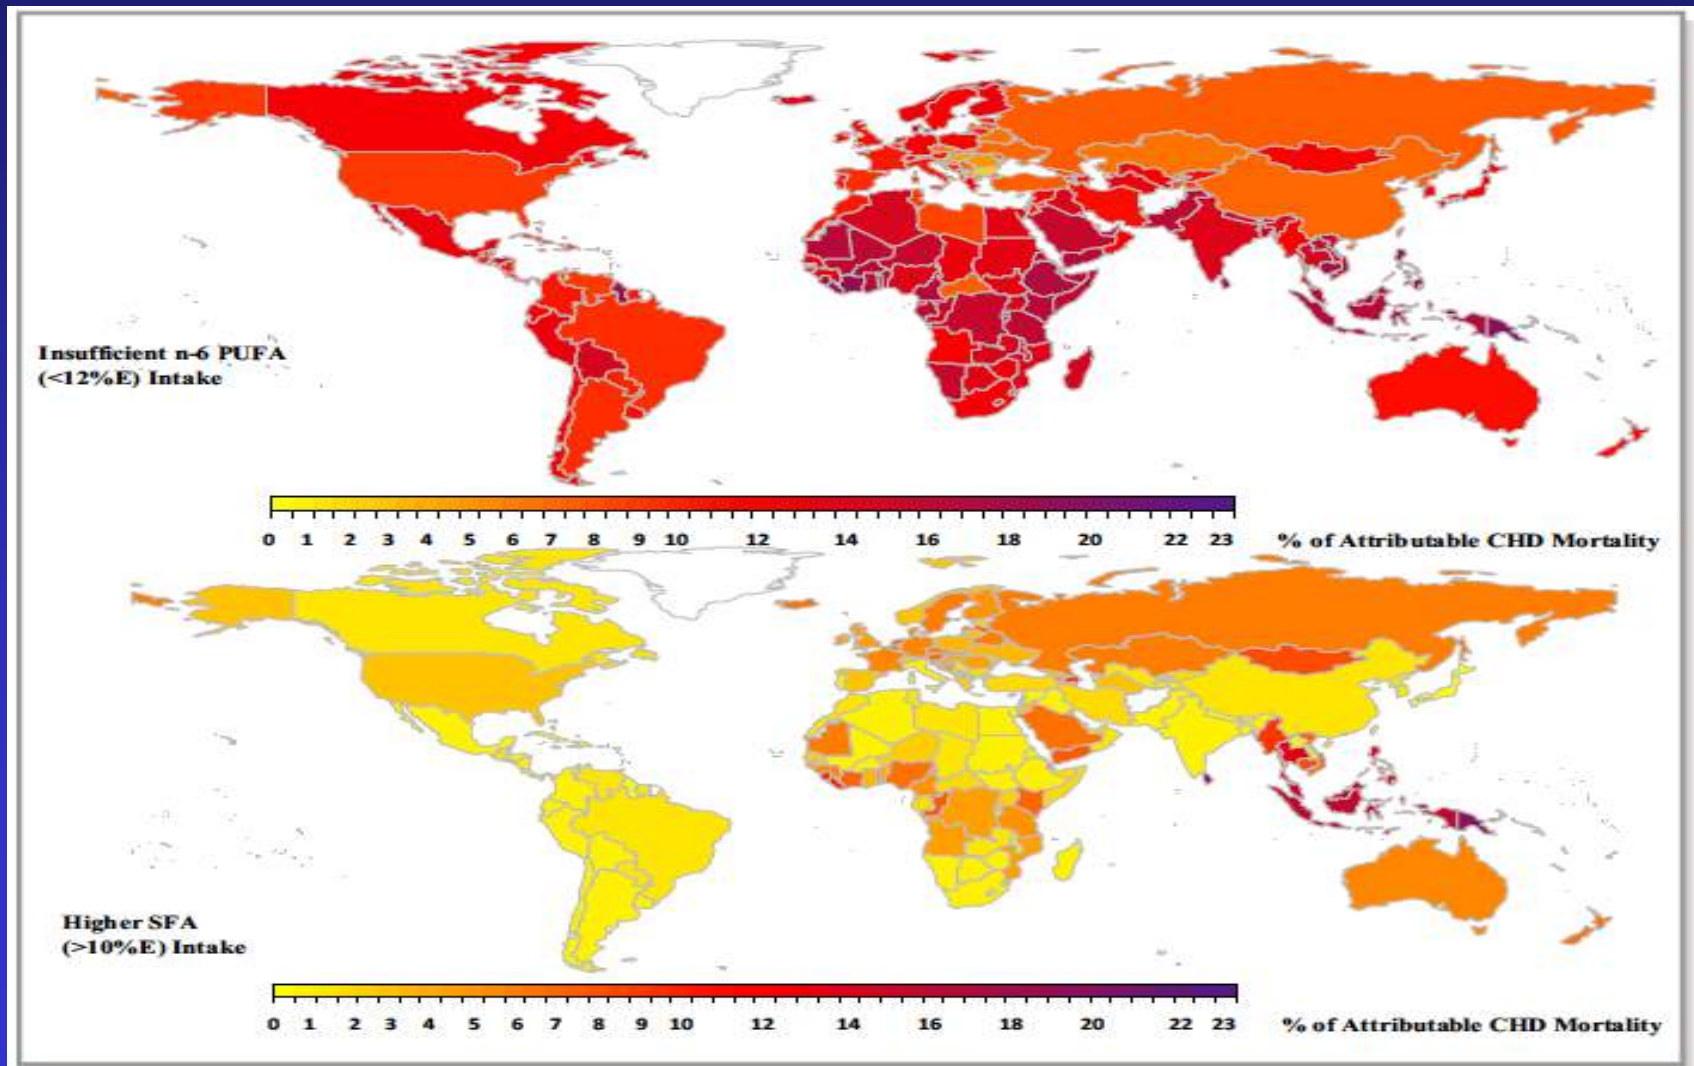 Insufficient n-6 PUFA
(<12%E) Intake
0 1 2 3 4 5 6 7 8 9 10 12 14 16 18 20 22 23 % of Attributable CHD Mortality
Higher SFA
(>10%E) Intake
0 1 2 3 4 5 6 7 8 9 10 12 14 16 18 20 22 23 % of Attributable CHD Mortality